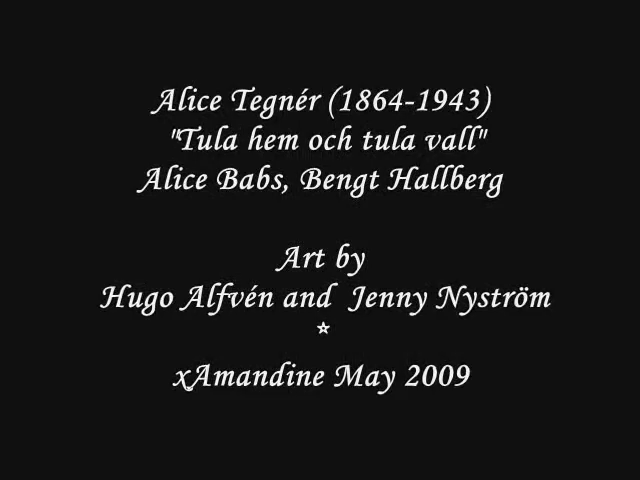 Alice Tegnér (1864-1943)
"Tula hem och tula vall"
Alice Babs, Bengt Hallberg
Art by
Hugo Alfvén and Jenny Nyström
xAmandine May 2009